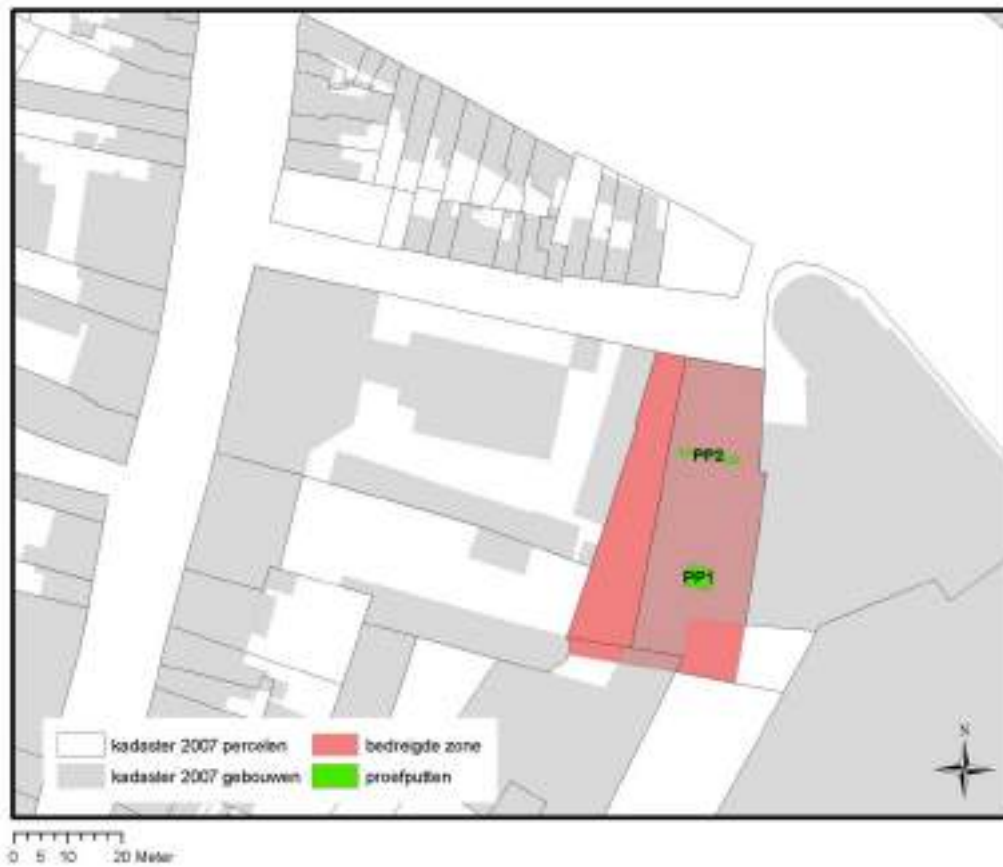 PP2
PP1
N
kadaster 2007 percelen
bedreigde zone
kadaster 2007 gebouwen
proefputten
0 5 10 20 Meter